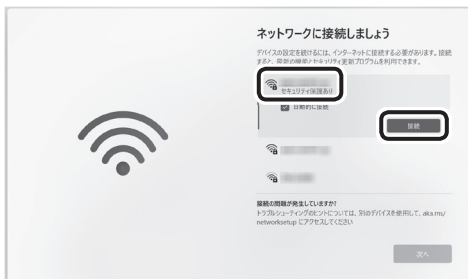 ネットワークに接続しましょう
デバイスの設定を続けるには、インターネットに接続する必要があります。接続
すると、最新の機能とセキュリティ更新プログラムを利用できます。
セキュリティ保護あり
自動的に接続
接続
接続の問題が発生していますか?
トラブルシューティングのヒントについては、別のデバイスを使用して、aka.ms/
networksetup にアクセスしてください
次へ